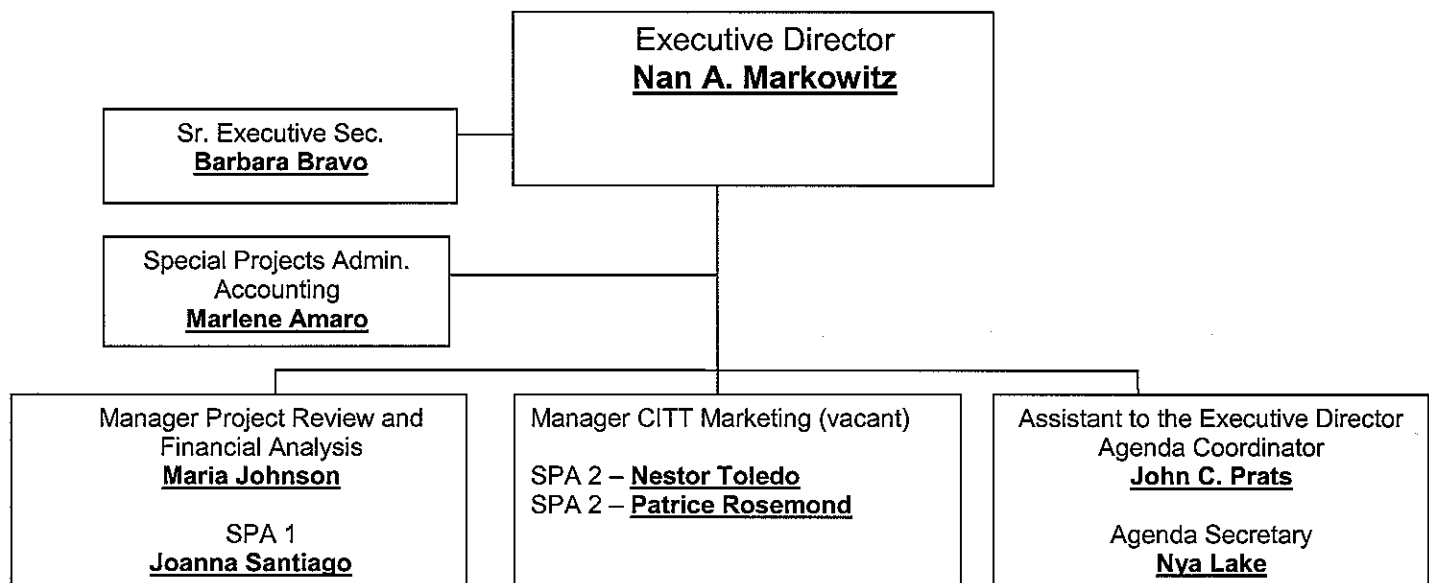 Executive Director
Nan A. Markowitz
Sr. Executive Sec.
Barbara Bravo
Special Projects Admin.
Accounting
Marlene Amaro
Manager Project Review and
Financial Analysis
Maria Johnson
SPA 1
Joanna Santiago
Manager CITT Marketing (vacant)
SPA 2 – Nestor Toledo
SPA 2 – Patrice Rosemond
Assistant to the Executive Director
Agenda Coordinator
John C. Prats
Agenda Secretary
Nya Lake